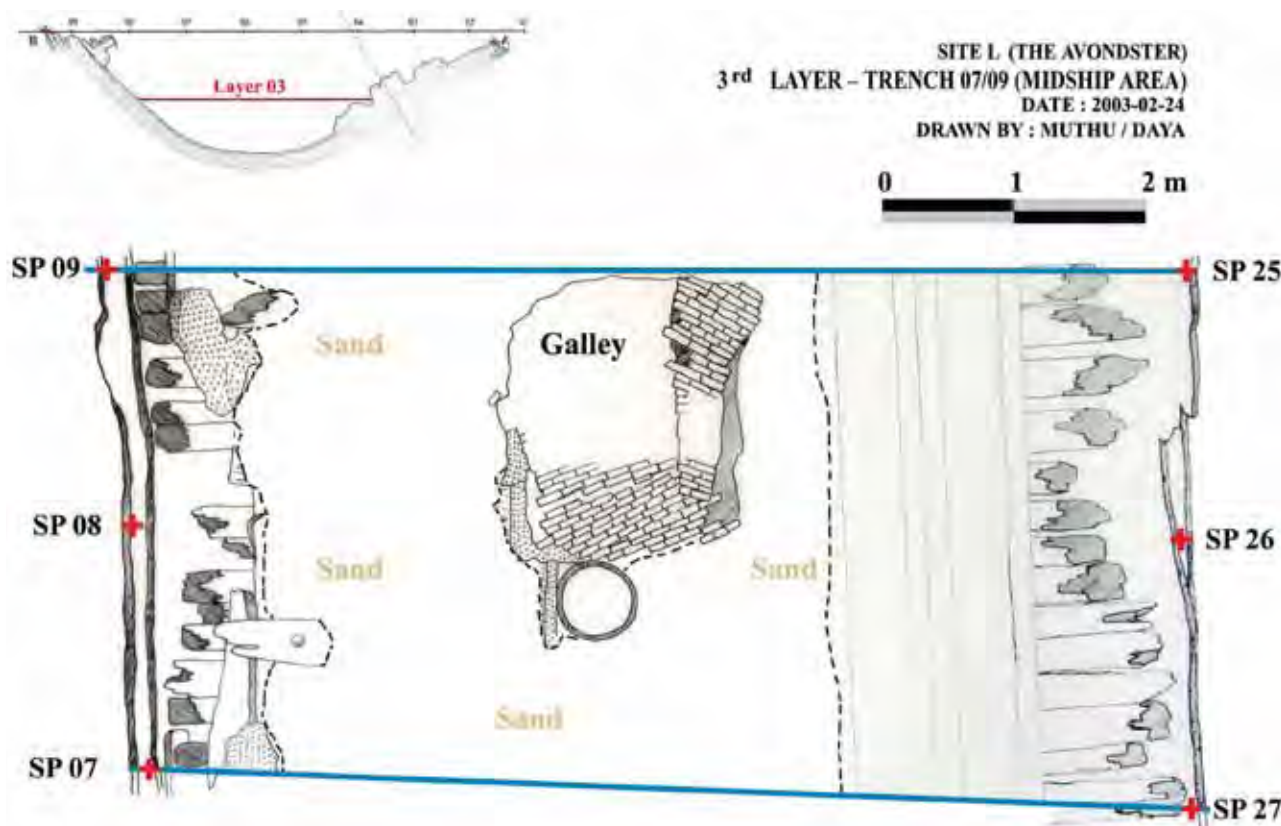 Layer 03
SITE L (THE AVONDSTER)
3rd LAYER – TRENCH 07/09 (MIDSHIP AREA)
DATE : 2003-02-24
DRAWN BY : MUTHU / DAYA
0 1 2 m
SP 09
SP 25
Sand
Galley
SP 08
SP 26
Sand
Sand
Sand
SP 07
SP 27